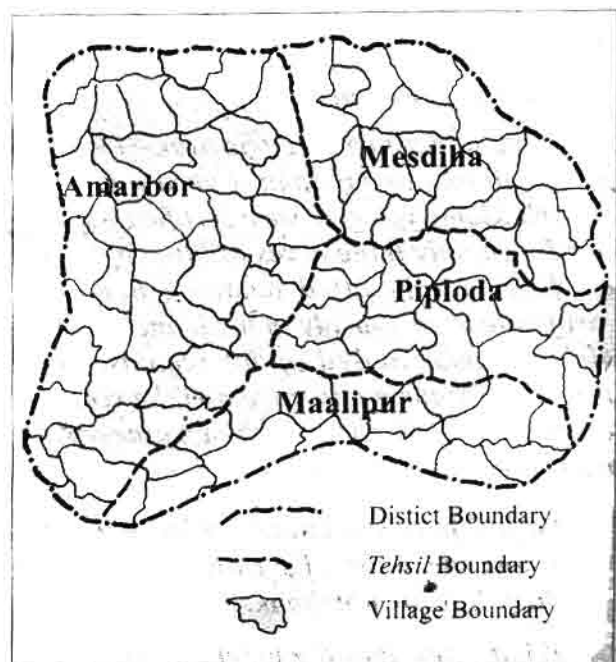 Mesdiha
Amarbor
Piploda
Maalipur
Distict Boundary
Tehsil Boundary
Village Boundary